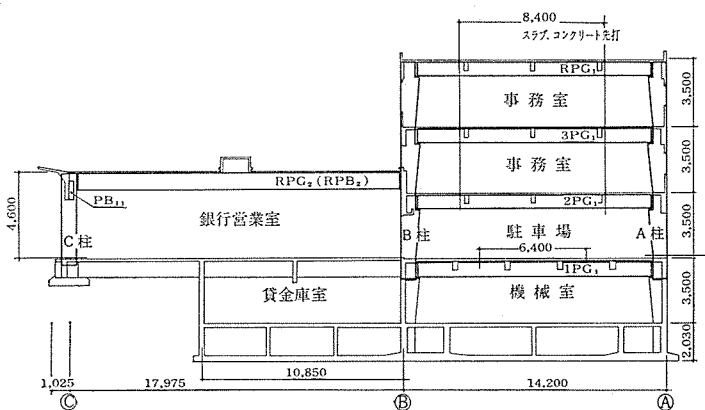 8,400
スラブ,コンクリート先打
RPG₁
事務室
3,500
3PG₁
事務室
3,500
RPG₂(RPB₂)
PB₁₁
2PG₁
4,600
銀行営業室
駐車場
3,500
C柱
B柱
A柱
6,400
1PG₁
貸金庫室
機械室
3,500
2,030
10,850
1,025
17,975
14,200
Ⓒ
Ⓑ
Ⓐ